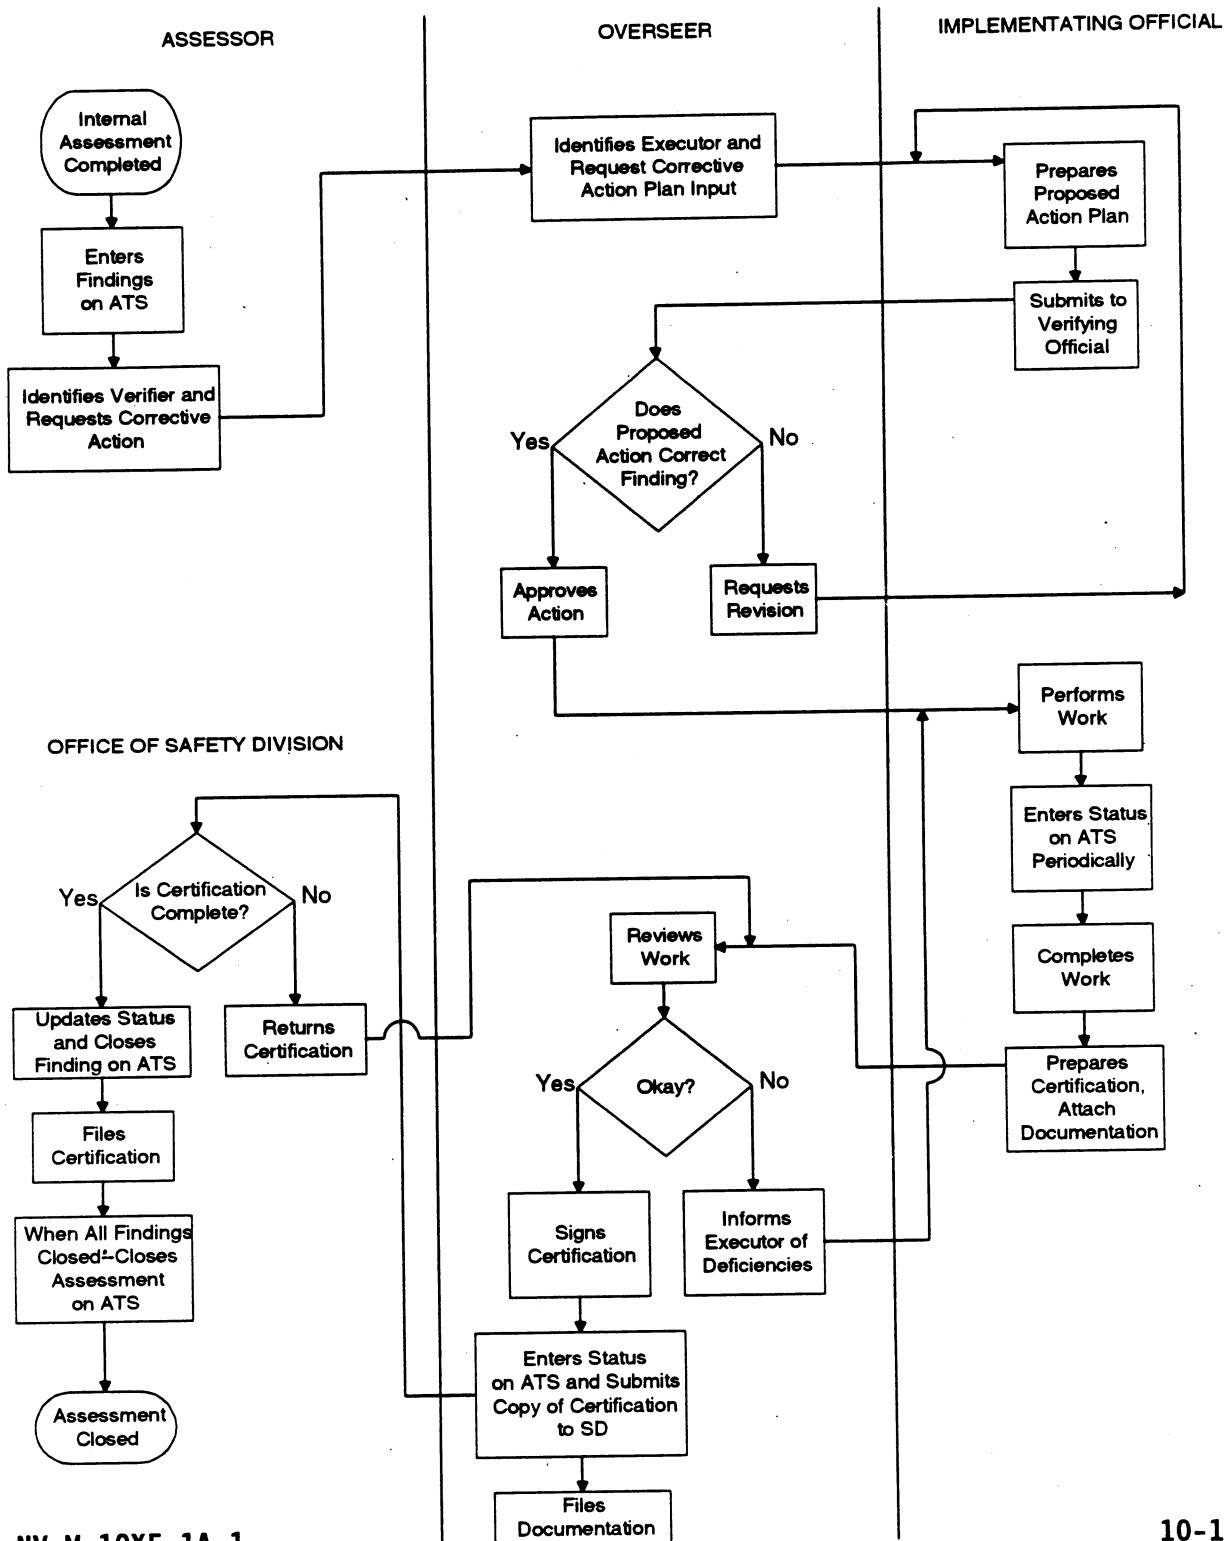 ASSESSOR
OVERSEER
IMPLEMENTATING OFFICIAL
Internal
Assessment
Completed
Enters
Findings
on ATS
Identifies Verifier and
Requests Corrective
Action
Identifies Executor and
Request Corrective
Action Plan Input
Prepares
Proposed
Action Plan
Submits to
Verifying
Official
Does
Proposed
Action Correct
Finding?
Yes
No
Approves
Action
Requests
Revision
Performs
Work
Enters Status
on ATS
Periodically
Completes
Work
Prepares
Certification,
Attach
Documentation
Reviews
Work
Okay?
Yes
No
Signs
Certification
Informs
Executor of
Deficiencies
Enters Status
on ATS and Submits
Copy of Certification
to SD
Files
Documentation
OFFICE OF SAFETY DIVISION
Is Certification
Complete?
Yes
No
Updates Status
and Closes
Finding on ATS
Returns
Certification
Files
Certification
When All Findings
Closed--Closes
Assessment
on ATS
Assessment
Closed
10-1